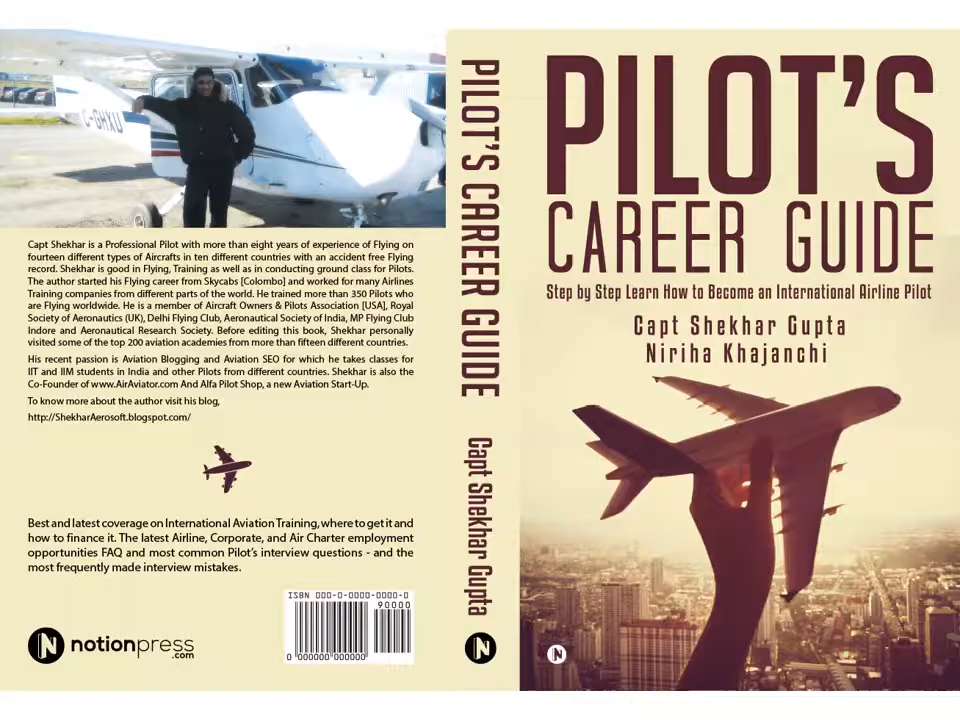 C-GHXU
Capt Shekhar is a Professional Pilot with more than eight years of experience of Flying on
fourteen different types of Aircrafts in ten different countries with an accident free Flying
record. Shekhar is good in Flying, Training as well as in conducting ground class for Pilots.
The author started his Flying career from Skycabs [Colombo] and worked for many Airlines
Training companies from different parts of the world. He trained more than 350 Pilots who
are Flying worldwide. He is a member of Aircraft Owners & Pilots Association [USA], Royal
Society of Aeronautics (UK), Delhi Flying Club, Aeronautical Society of India, MP Flying Club
Indore and Aeronautical Research Society. Before editing this book, Shekhar personally
visited some of the top 200 aviation academies from more than fifteen different countries.
His recent passion is Aviation Blogging and Aviation SEO for which he takes classes for
IIT and IIM students in India and other Pilots from different countries. Shekhar is also the
Co-Founder of www.AirAviator.com And Alfa Pilot Shop, a new Aviation Start-Up.
To know more about the author visit his blog,
http://ShekharAerosoft.blogspot.com/
Best and latest coverage on International Aviation Training, where to get it and
how to finance it. The latest Airline, Corporate, and Air Charter employment
opportunities FAQ and most common Pilot's interview questions - and the
most frequently made interview mistakes.
N notionpress
.com
ISBN 000-0-0000-0000-0
90000
0 000000 000000
PILOT'S CAREER GUIDE
Capt Shekhar Gupta
N
PILOT'S
CAREER GUIDE
Step by Step Learn How to Become an International Airline Pilot
Capt Shekhar Gupta
Niriha Khajanchi
N